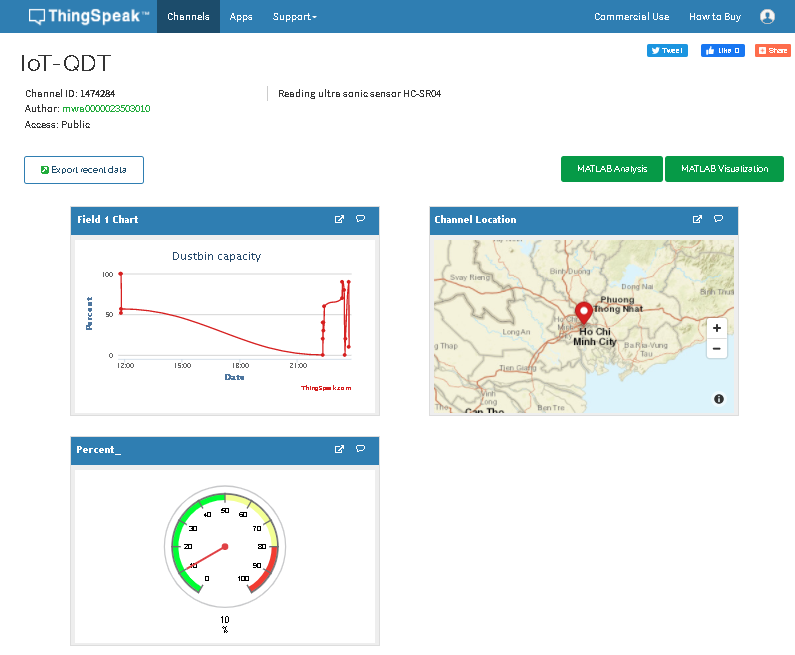 ThingSpeak™ Channels Apps Support Commercial Use How to Buy
Tweet Like 0 Share
IoT-QDT
Channel ID: 1474284
Author: mwa0000023503010
Access: Public
Reading ultra sonic sensor HC-SR04
Export recent data
MATLAB Analysis MATLAB Visualization
Field 1 Chart
Dustbin capacity
Percent
100
50
0
12:00 15:00 18:00 21:00
Date
ThingSpeak.com
Channel Location
Svay Rieng
Binh Duong
Dong Nai
Binh Thua
Phuong
Thong Nhat
Ho Chi
Minh City
Long An
g Thap
Ba Ria-Vung
Tau
Tien Giang
Vinh
Long
Ben Tre
Can Tho
+
−
Percent_
0 10 20 30 40 50 60 70 80 90 100
10
%